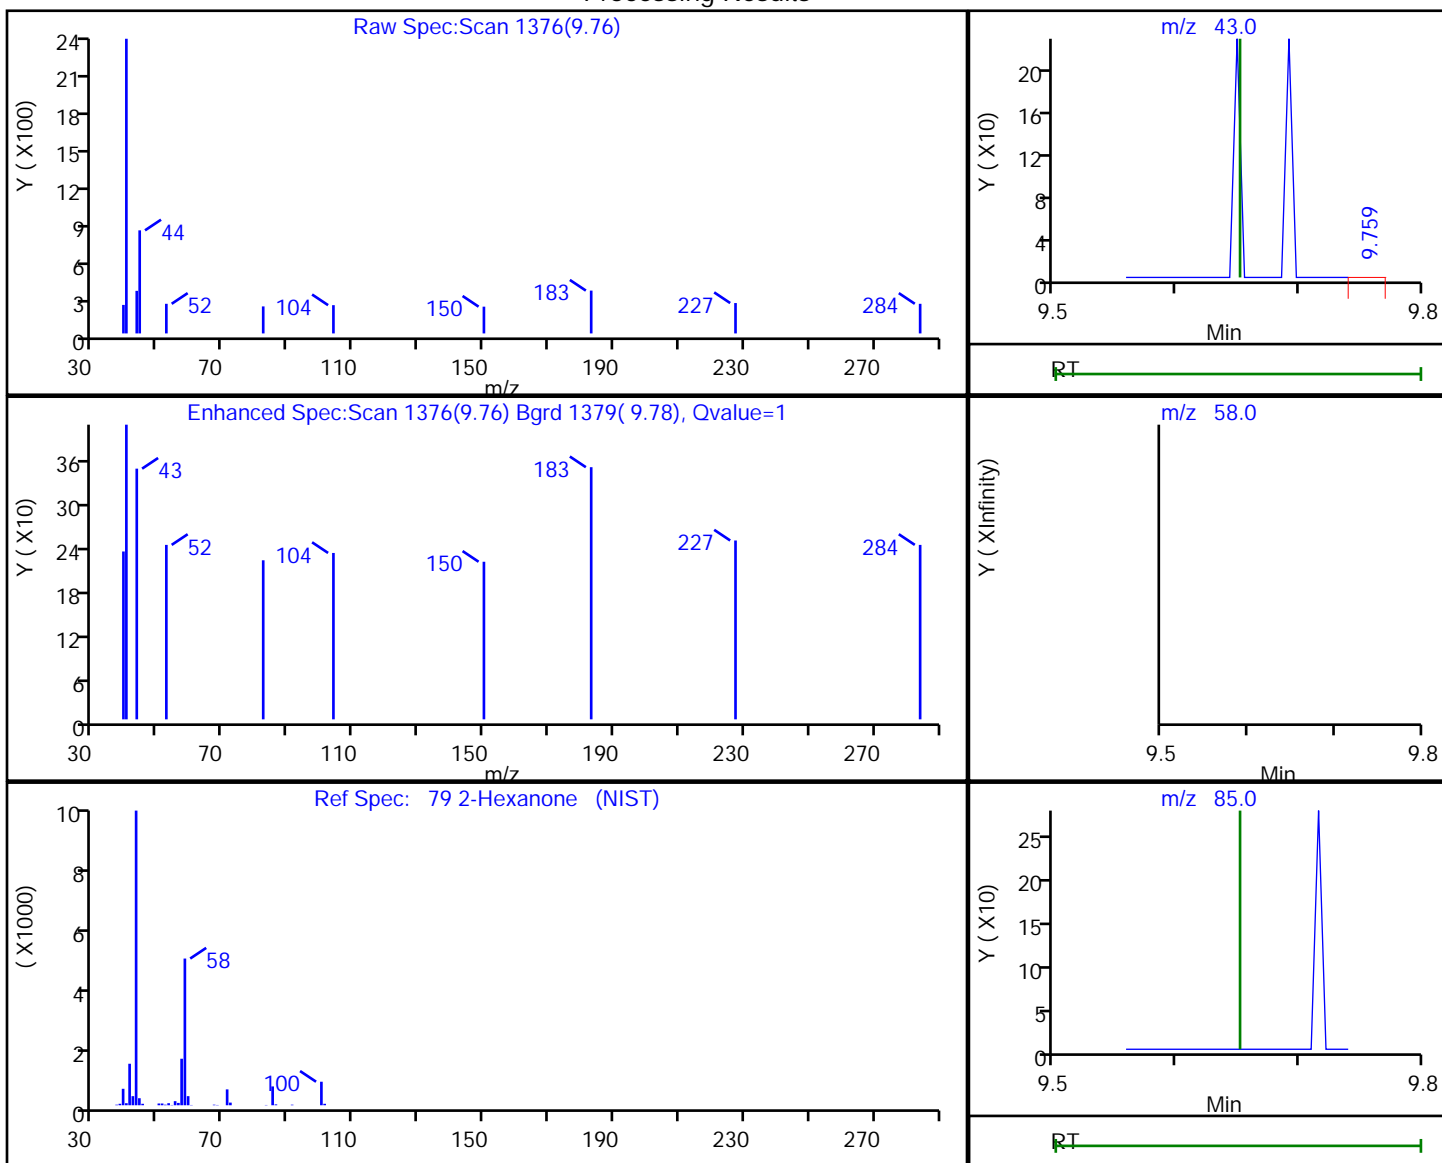 Processing Results
Raw Spec:Scan 1376(9.76)
Y ( X100)
24
21
18
15
12
9
6
3
0
44
52
104
150
183
227
284
30 70 110 150 190 230 270
m/z
m/z 43.0
Y ( X10)
20
16
12
8
4
0
9.759
9.5 9.8
Min
RT
Enhanced Spec:Scan 1376(9.76) Bgrd 1379( 9.78), Qvalue=1
Y ( X10)
36
30
24
18
12
6
0
43
52
104
150
183
227
284
30 70 110 150 190 230 270
m/z
m/z 58.0
Y ( XInfinity)
9.5 9.8
Min
Ref Spec: 79 2-Hexanone (NIST)
( X1000)
10
8
6
4
2
0
58
100
30 70 110 150 190 230 270
m/z 85.0
Y ( X10)
25
20
15
10
5
0
9.5 9.8
Min
RT